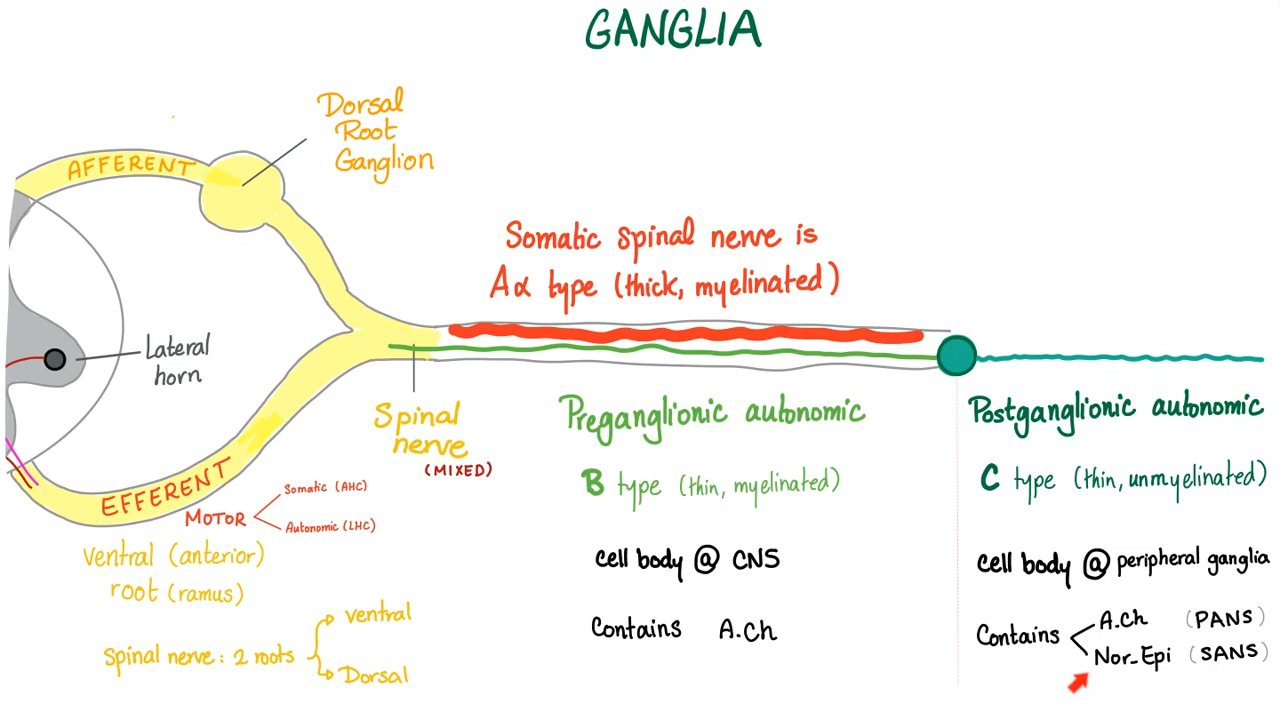 GANGLIA
Dorsal
Root
Ganglion
AFFERENT
Somatic spinal nerve is
Aα type (thick, myelinated)
Lateral
horn
Spinal
nerve
(MIXED)
EFFERENT
MOTOR
Somatic (AHC)
Autonomic (LHC)
Ventral (anterior)
root (ramus)
Spinal nerve: 2 roots
ventral
Dorsal
Preganglionic autonomic
B type (thin, myelinated)
cell body @ CNS
Contains A.Ch
Postganglionic autonomic
C type (thin, unmyelinated)
cell body @ peripheral ganglia
Contains
A.Ch (PANS)
Nor-Epi (SANS)